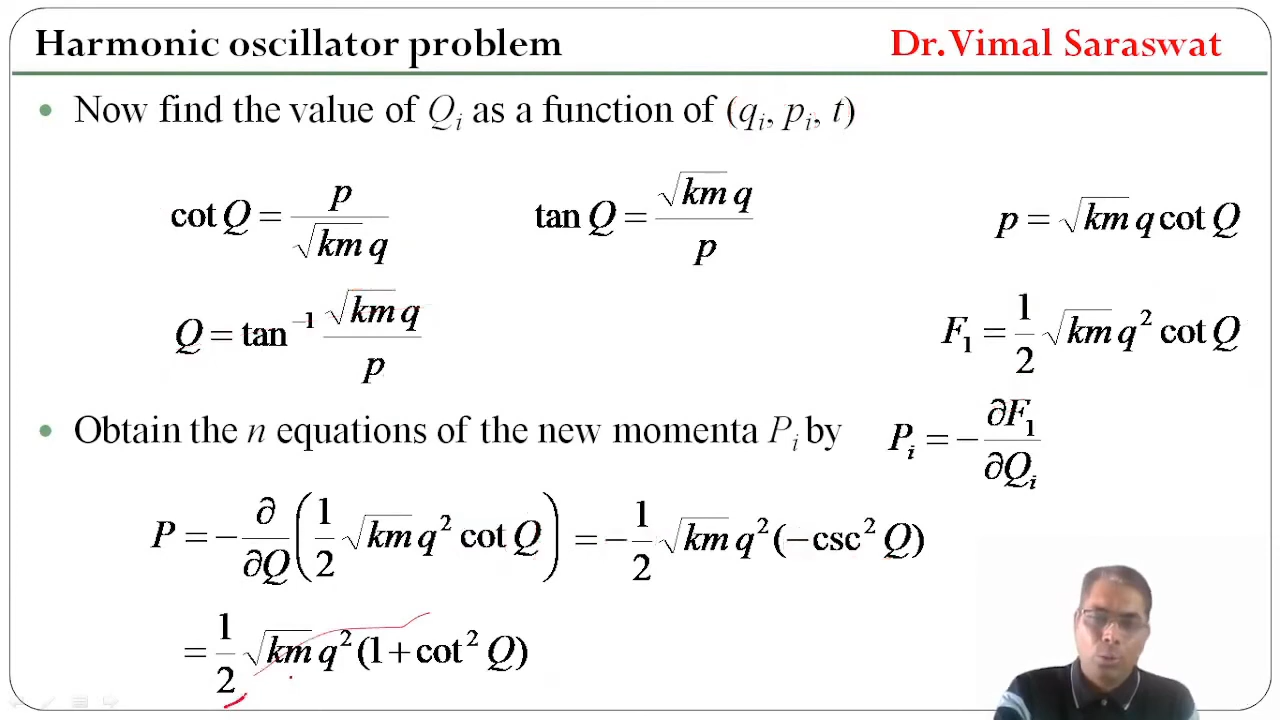 Harmonic oscillator problem Dr. Vimal Saraswat
• Now find the value of Qᵢ as a function of (qᵢ, pᵢ, t)
cot Q = p / (√km q) tan Q = √km q / p p = √km q cot Q
Q = tan⁻¹ √km q / p F₁ = 1/2 √km q² cot Q
• Obtain the n equations of the new momenta Pᵢ by Pᵢ = − ∂F₁ / ∂Qᵢ
P = − ∂/∂Q (1/2 √km q² cot Q) = − 1/2 √km q² (−csc² Q)
= 1/2 √km q² (1 + cot² Q)